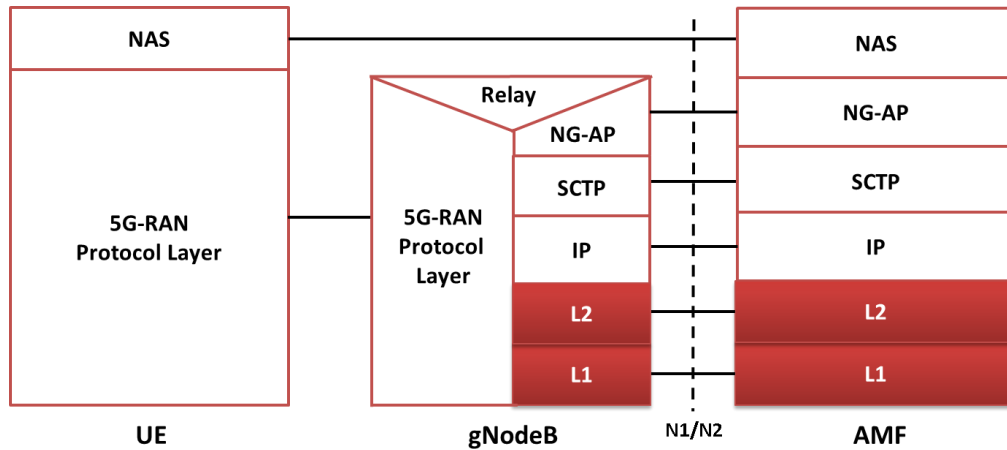 NAS
5G-RAN
Protocol Layer
UE
Relay
NG-AP
SCTP
5G-RAN
Protocol
Layer
IP
L2
L1
gNodeB
N1/N2
NAS
NG-AP
SCTP
IP
L2
L1
AMF